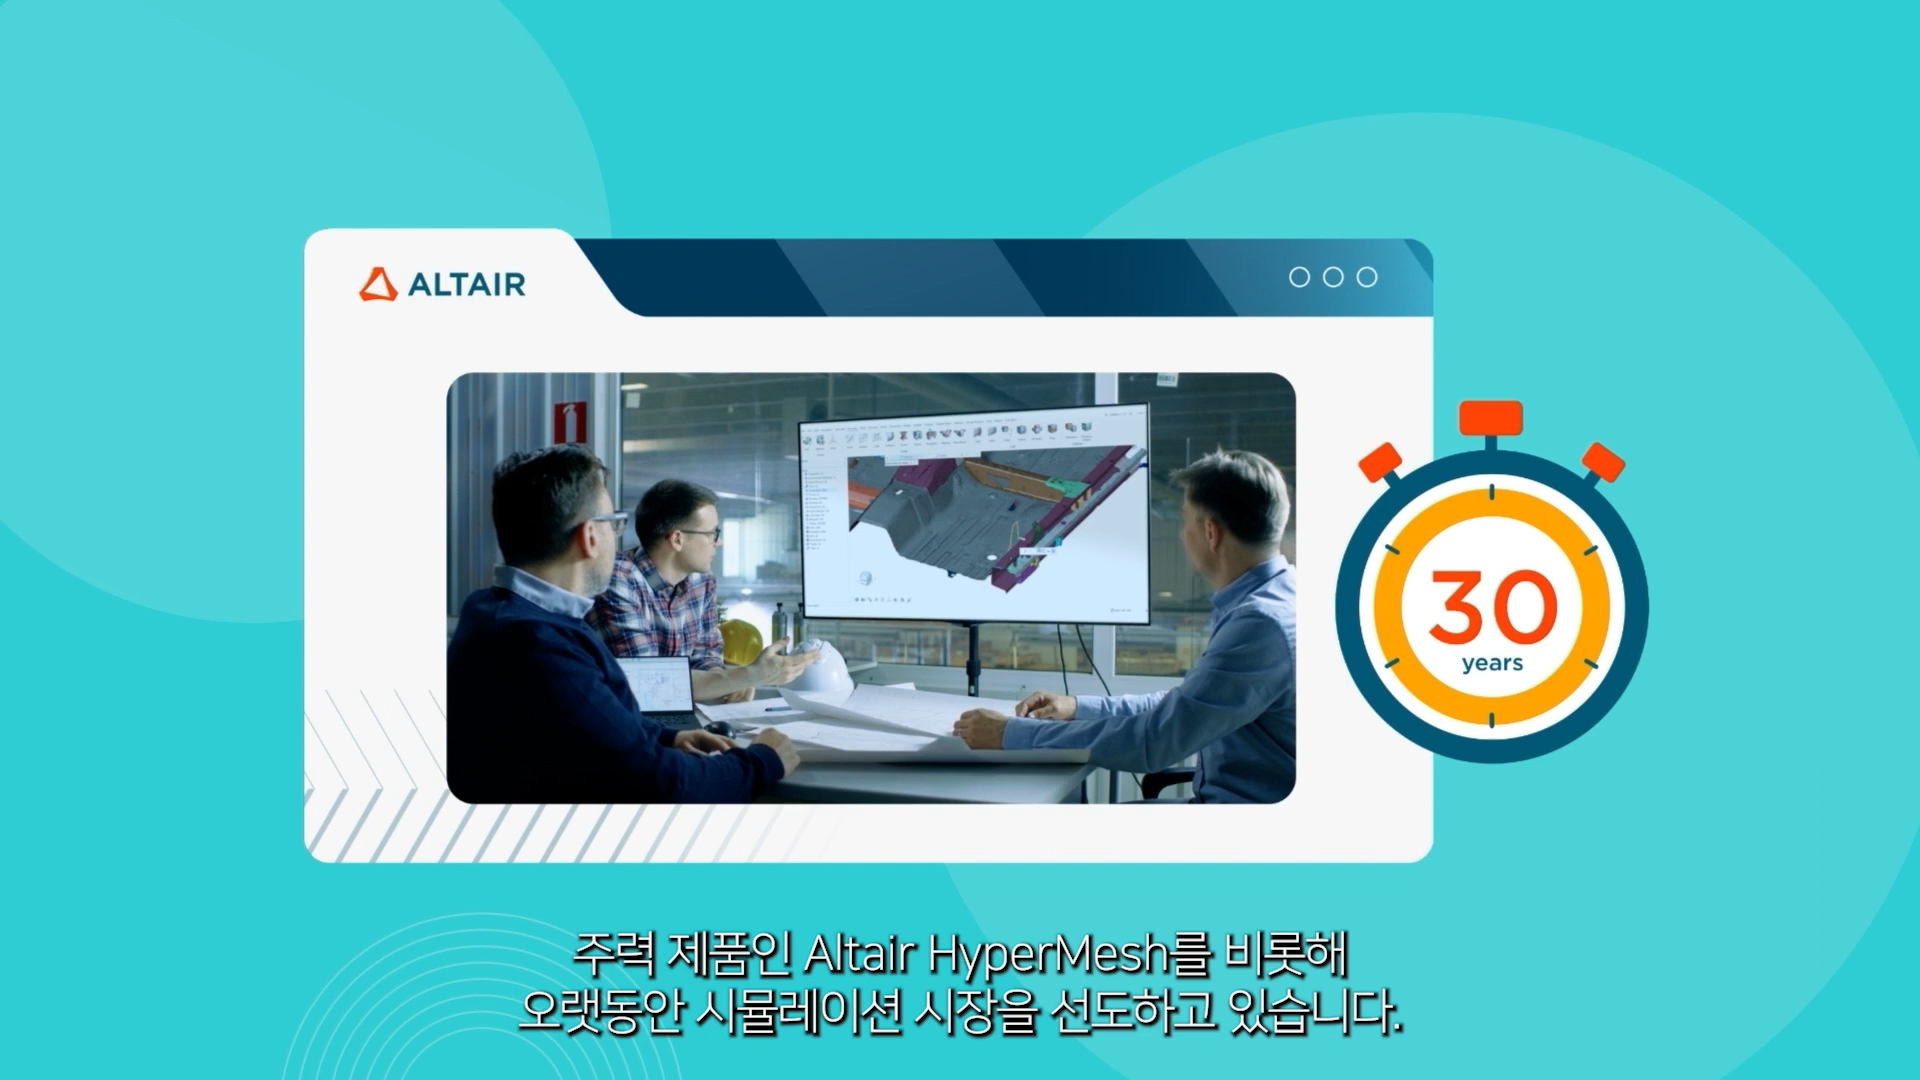 ALTAIR
30
years
주력 제품인 Altair HyperMesh를 비롯해
오랫동안 시뮬레이션 시장을 선도하고 있습니다.